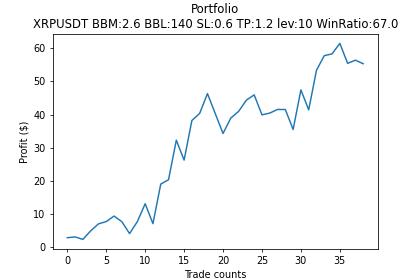 Portfolio
XRPUSDT BBM:2.6 BBL:140 SL:0.6 TP:1.2 lev:10 WinRatio:67.0
60
50
40
30
20
10
0
Profit ($)
0 5 10 15 20 25 30 35
Trade counts